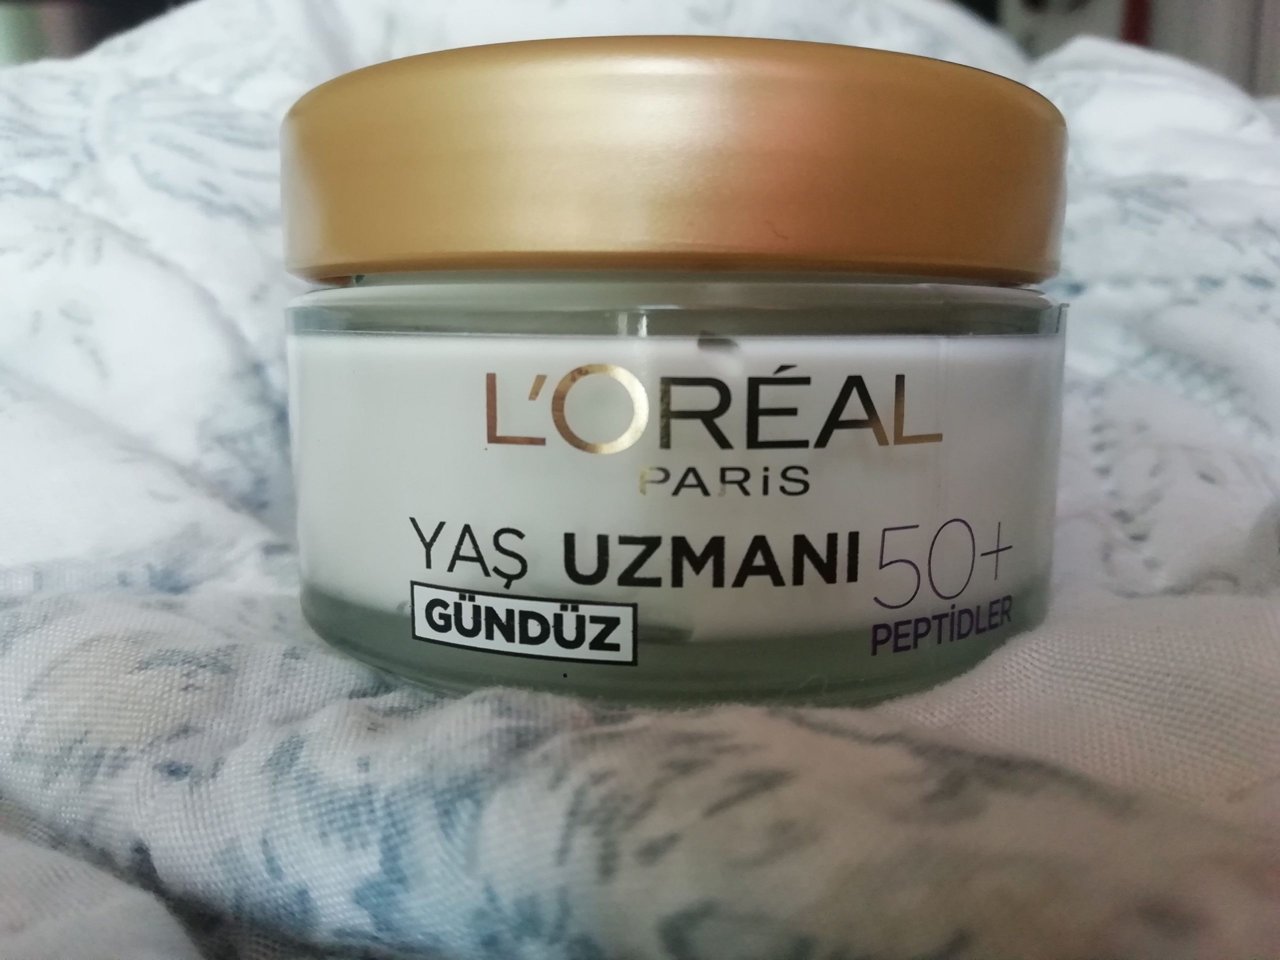 L'ORÉAL
PARiS
YAŞ UZMANI 50+
GÜNDÜZ
PEPTİDLER